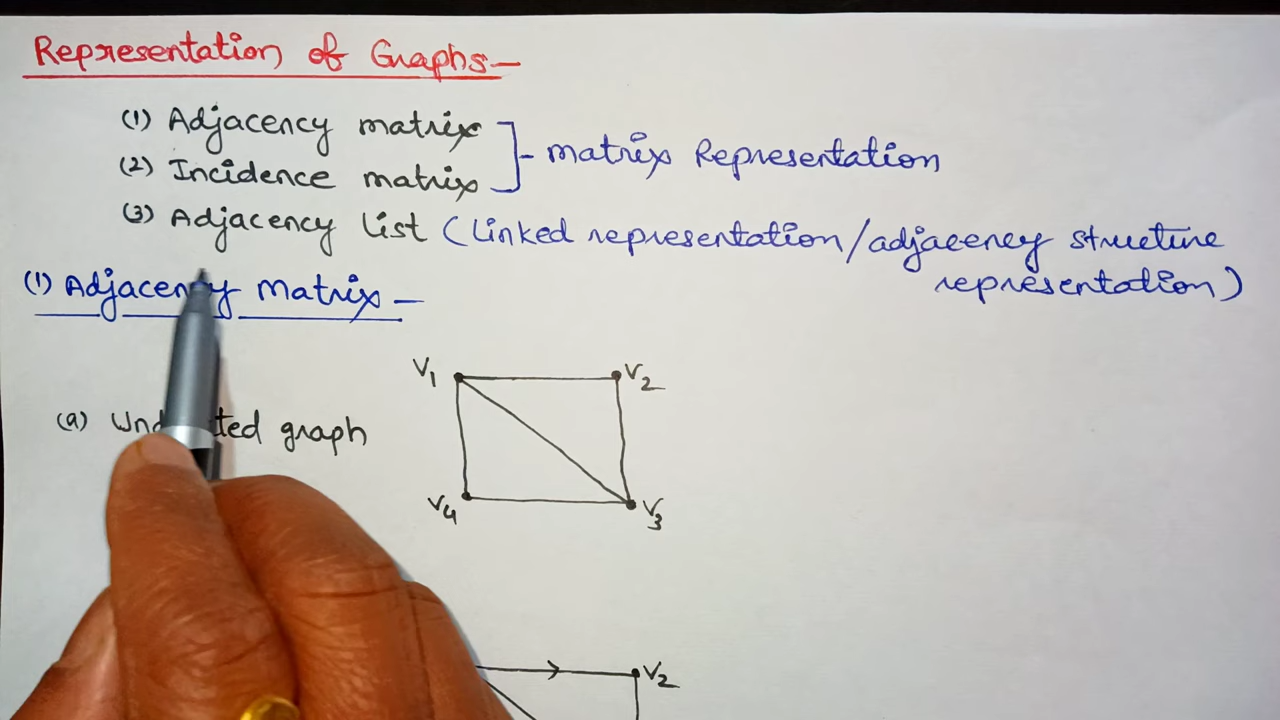 Representation of Graphs—
(1) Adjacency matrix
(2) Incidence matrix
- matrix Representation
(3) Adjacency list (Linked representation/adjacency structure
representation)
(1) Adjacency Matrix —
V1
V2
(a) graph
V4
V3
V2